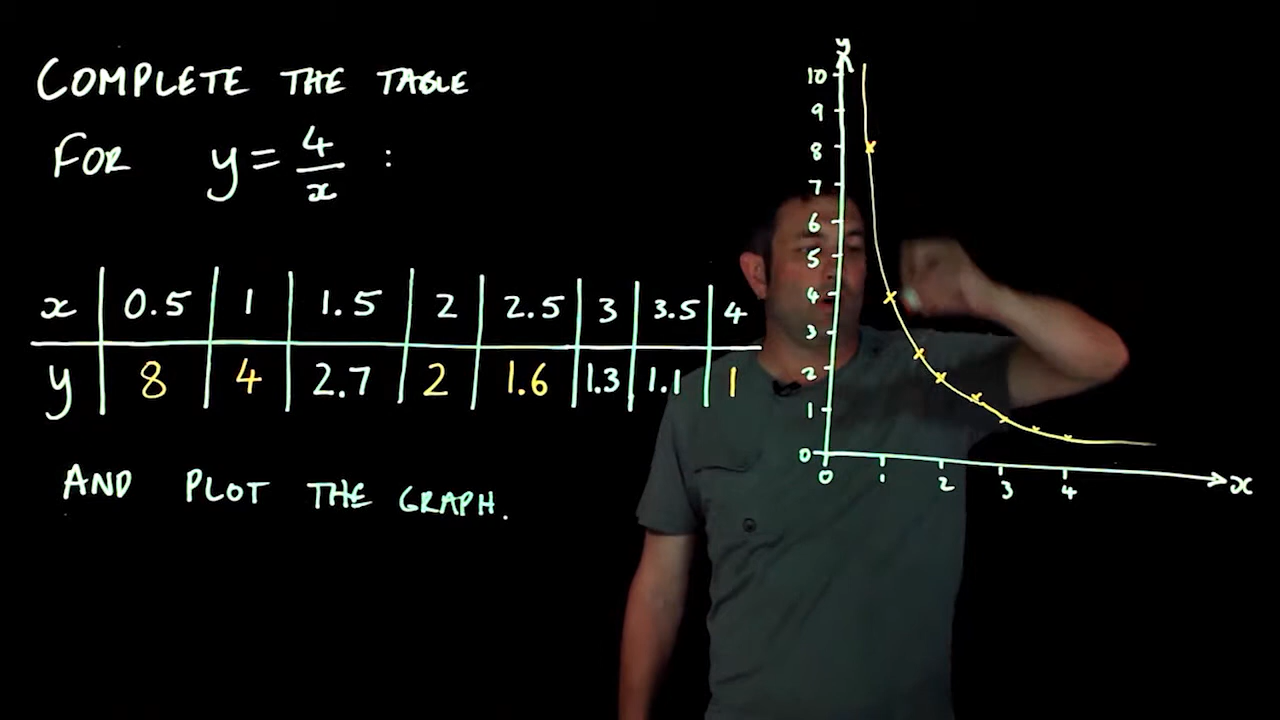 COMPLETE THE TABLE
FOR y = 4/x :
x | 0.5 | 1 | 1.5 | 2 | 2.5 | 3 | 3.5 | 4
y | 8 | 4 | 2.7 | 2 | 1.6 | 1.3 | 1.1 | 1
AND PLOT THE GRAPH.
y
10
9
8
7
6
5
4
3
2
1
0
0 1 2 3 4 x